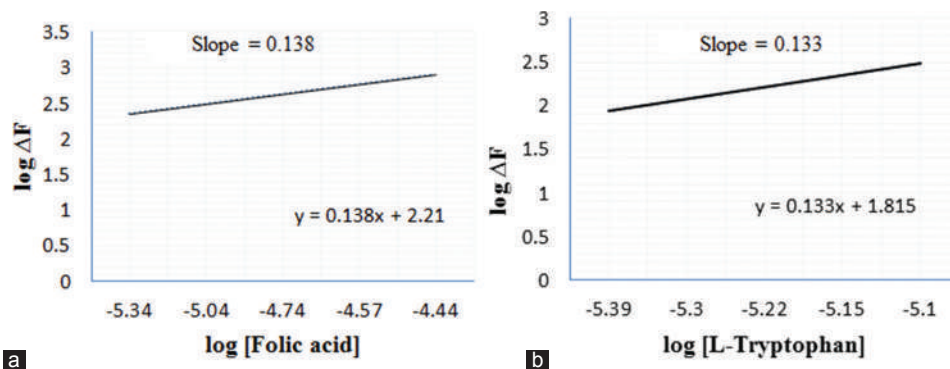 3.5
3
2.5
2
1.5
1
0.5
0
log ΔF
Slope = 0.138
y = 0.138x + 2.21
-5.34 -5.04 -4.74 -4.57 -4.44
log [Folic acid]
a
3
2.5
2
1.5
1
0.5
0
log ΔF
Slope = 0.133
y = 0.133x + 1.815
-5.39 -5.3 -5.22 -5.15 -5.1
log [L-Tryptophan]
b